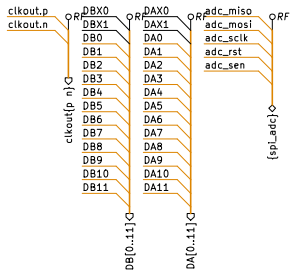 clkout.p
clkout.n
RF
clkout{p n}
DBX0
DBX1
DB0
DB1
DB2
DB3
DB4
DB5
DB6
DB7
DB8
DB9
DB10
DB11
RF
DB[0..11]
DAX0
DAX1
DA0
DA1
DA2
DA3
DA4
DA5
DA6
DA7
DA8
DA9
DA10
DA11
RF
DA[0..11]
adc_miso
adc_mosi
adc_sclk
adc_rst
adc_sen
RF
{spi_adc}